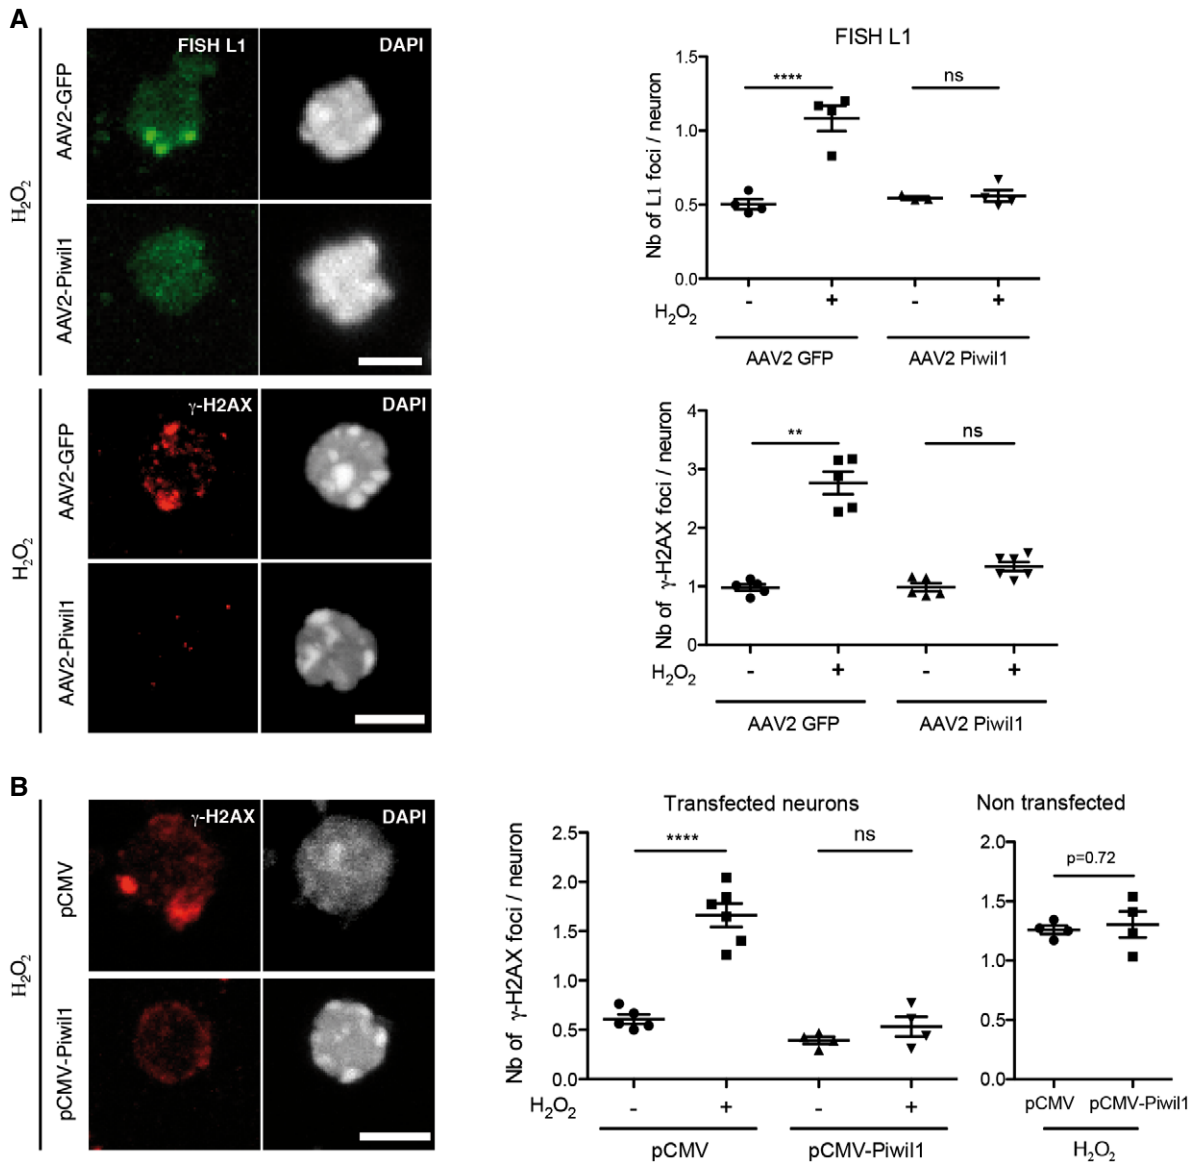 A
H₂O₂
AAV2-GFP
FISH L1
DAPI
AAV2-Piwil1
FISH L1
Nb of L1 foci / neuron
1.5
1.0
0.5
0.0
****
ns
H₂O₂
- + - +
AAV2 GFP AAV2 Piwil1
H₂O₂
AAV2-GFP
γ-H2AX
DAPI
AAV2-Piwil1
Nb of γ-H2AX foci / neuron
4
3
2
1
0
**
ns
H₂O₂
- + - +
AAV2 GFP AAV2 Piwil1
B
H₂O₂
pCMV
γ-H2AX
DAPI
pCMV-Piwil1
Transfected neurons
Nb of γ-H2AX foci / neuron
2.5
2.0
1.5
1.0
0.5
0.0
****
ns
H₂O₂
- + - +
pCMV pCMV-Piwil1
Non transfected
2.0
1.5
1.0
0.5
0.0
p=0.72
pCMV pCMV-Piwil1
H₂O₂